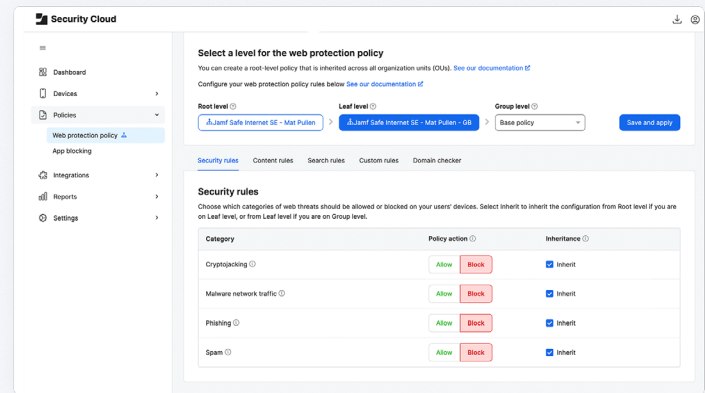 Security Cloud
Select a level for the web protection policy
You can create a root-level policy that is inherited across all organization units (OUs). See our documentation
Configure your web protection policy rules below See our documentation
Dashboard
Devices
Policies
Web protection policy
App blocking
Integrations
Reports
Settings
Root level
Leaf level
Group level
Jamf Safe Internet SE - Mat Pullen
Jamf Safe Internet SE - Mat Pullen - GB
Base policy
Save and apply
Security rules Content rules Search rules Custom rules Domain checker
Security rules
Choose which categories of web threats should be allowed or blocked on your users' devices. Select Inherit to inherit the configuration from Root level if you are
on Leaf level, or from Leaf level if you are on Group level.
Category Policy action Inheritance
Cryptojacking Allow Block Inherit
Malware network traffic Allow Block Inherit
Phishing Allow Block Inherit
Spam Allow Block Inherit